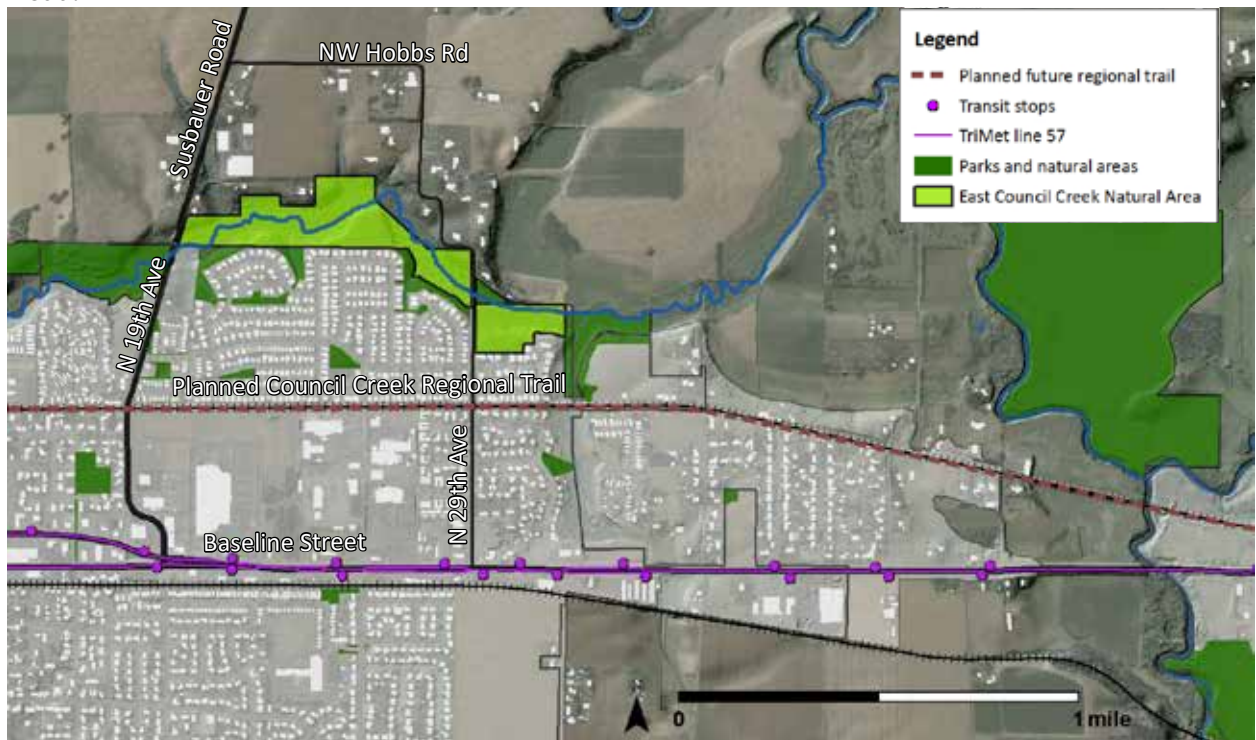 Legend
Planned future regional trail
Transit stops
TriMet line 57
Parks and natural areas
East Council Creek Natural Area
NW Hobbs Rd
Susbauer Road
N 19th Ave
Planned Council Creek Regional Trail
N 29th Ave
Baseline Street
0
1 mile